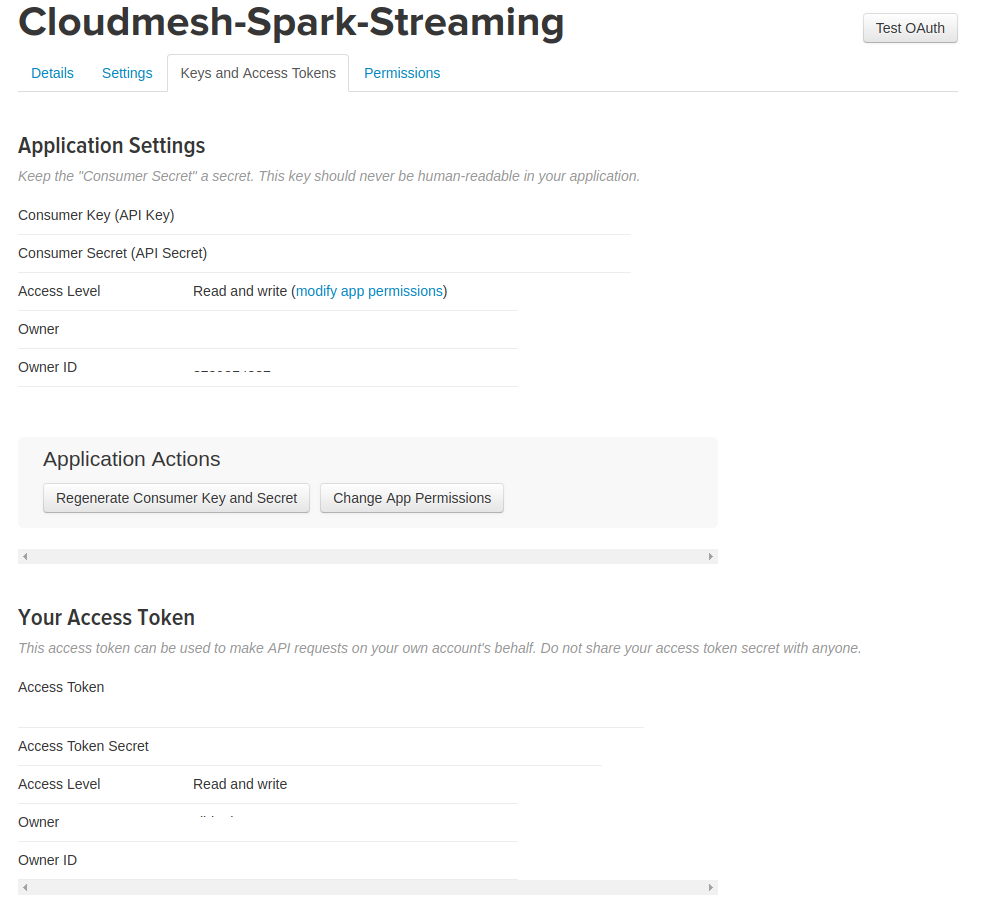 Cloudmesh-Spark-Streaming
Test OAuth
Details Settings Keys and Access Tokens Permissions
Application Settings
Keep the "Consumer Secret" a secret. This key should never be human-readable in your application.
Consumer Key (API Key)
Consumer Secret (API Secret)
Access Level Read and write (modify app permissions)
Owner
Owner ID
Application Actions
Regenerate Consumer Key and Secret Change App Permissions
Your Access Token
This access token can be used to make API requests on your own account's behalf. Do not share your access token secret with anyone.
Access Token
Access Token Secret
Access Level Read and write
Owner
Owner ID